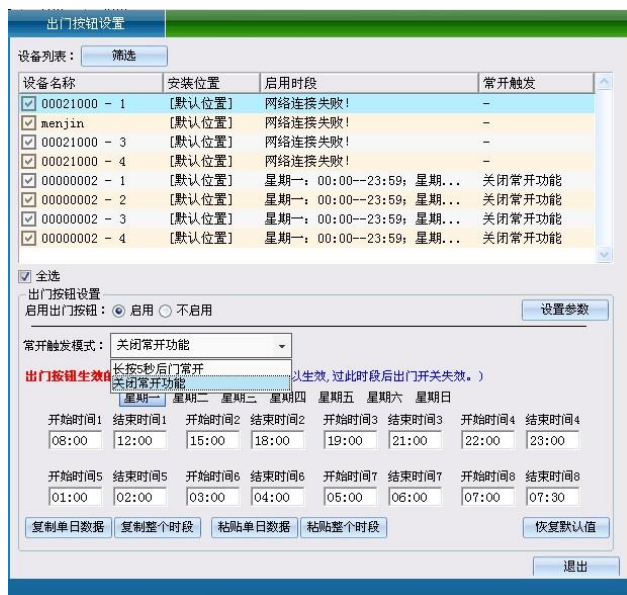 出门按钮设置
设备列表： 筛选
设备名称 安装位置 启用时段 常开触发
00021000 - 1 [默认位置] 网络连接失败! -
menjin [默认位置] 网络连接失败! -
00021000 - 3 [默认位置] 网络连接失败! -
00021000 - 4 [默认位置] 网络连接失败! -
00000002 - 1 [默认位置] 星期一：00:00--23:59；星期... 关闭常开功能
00000002 - 2 [默认位置] 星期一：00:00--23:59；星期... 关闭常开功能
00000002 - 3 [默认位置] 星期一：00:00--23:59；星期... 关闭常开功能
00000002 - 4 [默认位置] 星期一：00:00--23:59；星期... 关闭常开功能
全选
出门按钮设置
启用出门按钮： 启用 不启用 设置参数
常开触发模式： 关闭常开功能
长按5秒后门常开
关闭常开功能
出门按钮生效的 以生效,过此时段后出门开关失效。)
星期一 星期二 星期三 星期四 星期五 星期六 星期日
开始时间1 结束时间1 开始时间2 结束时间2 开始时间3 结束时间3 开始时间4 结束时间4
08:00 12:00 15:00 18:00 19:00 21:00 22:00 23:00
开始时间5 结束时间5 开始时间6 结束时间6 开始时间7 结束时间7 开始时间8 结束时间8
01:00 02:00 03:00 04:00 05:00 06:00 07:00 07:30
复制单日数据 复制整个时段 粘贴单日数据 粘贴整个时段 恢复默认值
退出